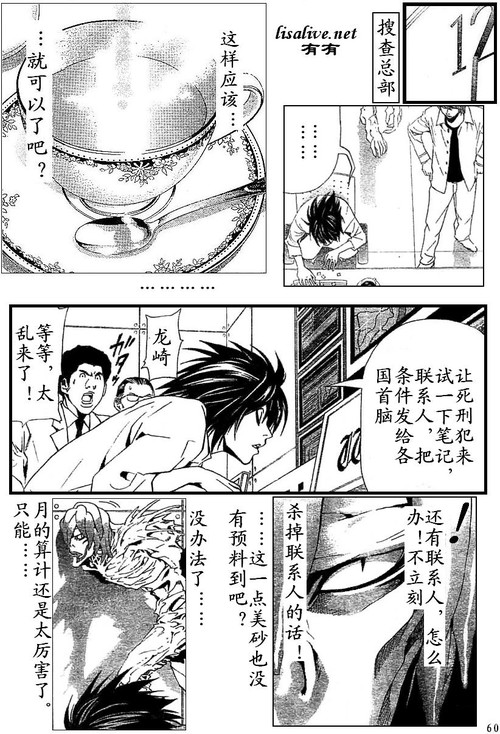 12
搜查总部
lisalive.net
有有
这样应该…
…就可以了吧？
……
…………
让死刑犯来
试一下笔记，
联系人，把
条件发给各
国首脑
龙崎
ガタッ
等等，太
乱来了！
还有联系人，怎么
办！不立刻
杀掉联系人的话！
……这一点美砂也没
有预料到吧？
没办法了……
月的算计还是太厉害了。
只能……
60